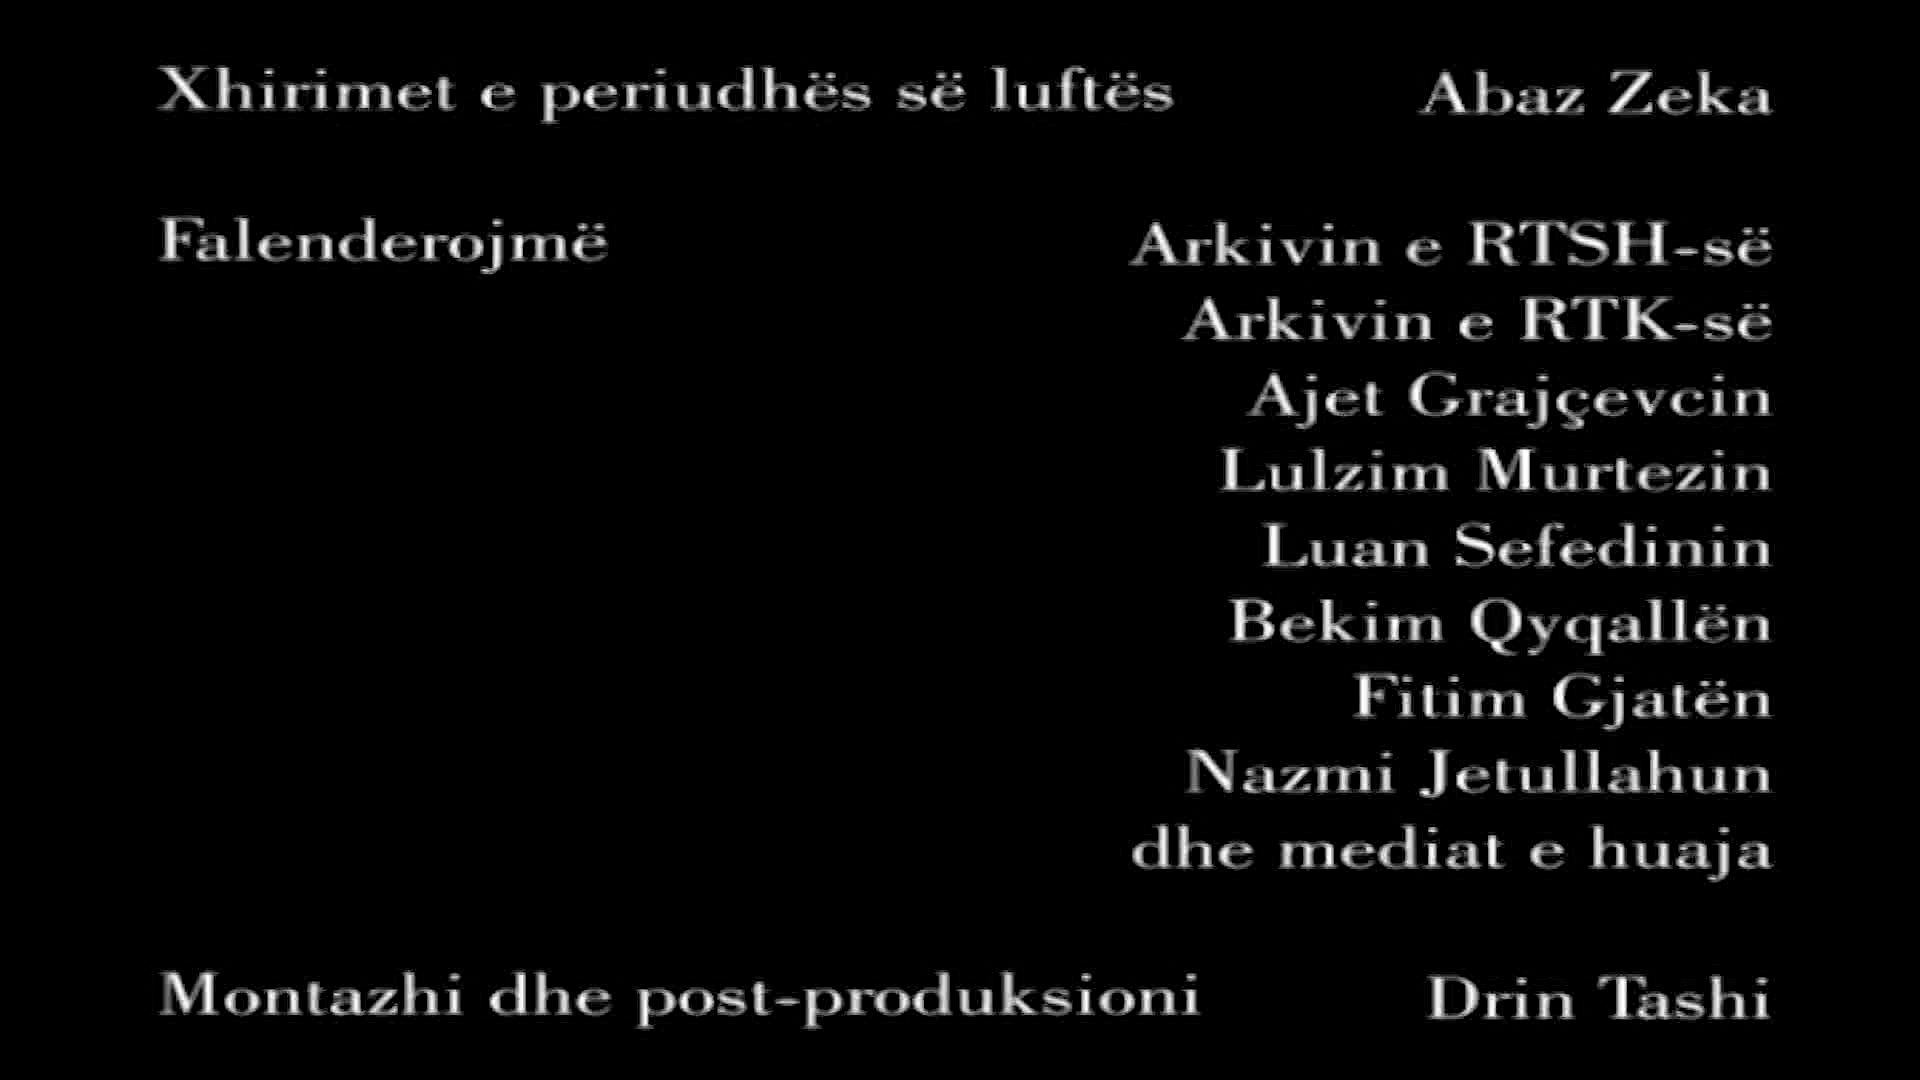 Xhirimet e periudhës së luftës Abaz Zeka
Falenderojmë Arkivin e RTSH-së
Arkivin e RTK-së
Ajet Grajçevcin
Lulzim Murtezin
Luan Sefedinin
Bekim Qyqallën
Fitim Gjatën
Nazmi Jetullahun
dhe mediat e huaja
Montazhi dhe post-produksioni Drin Tashi